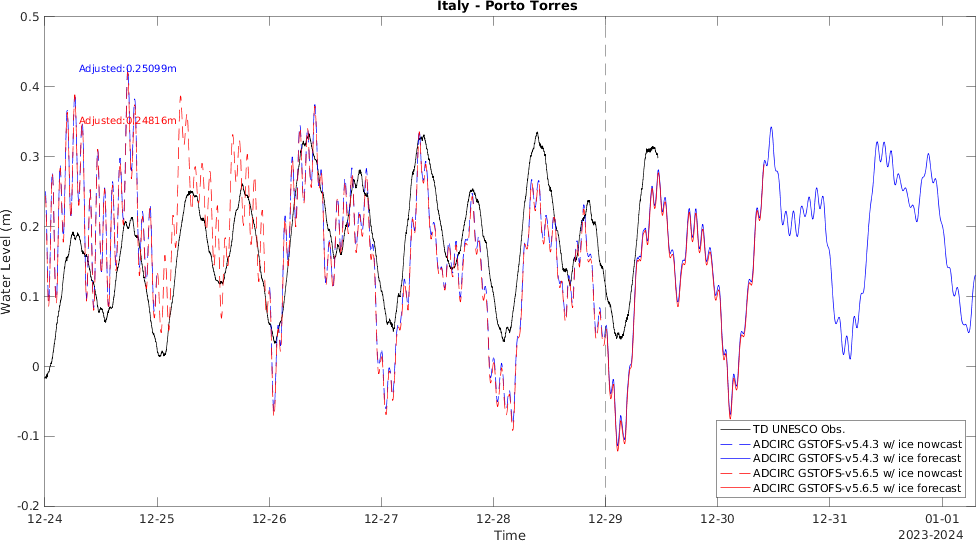 Italy - Porto Torres
Water Level (m)
0.5
0.4
0.3
0.2
0.1
0
-0.1
-0.2
Adjusted:0.25099m
Adjusted:0.24816m
TD UNESCO Obs.
ADCIRC GSTOFS-v5.4.3 w/ ice nowcast
ADCIRC GSTOFS-v5.4.3 w/ ice forecast
ADCIRC GSTOFS-v5.6.5 w/ ice nowcast
ADCIRC GSTOFS-v5.6.5 w/ ice forecast
12-24 12-25 12-26 12-27 12-28 12-29 12-30 12-31 01-01
Time
2023-2024